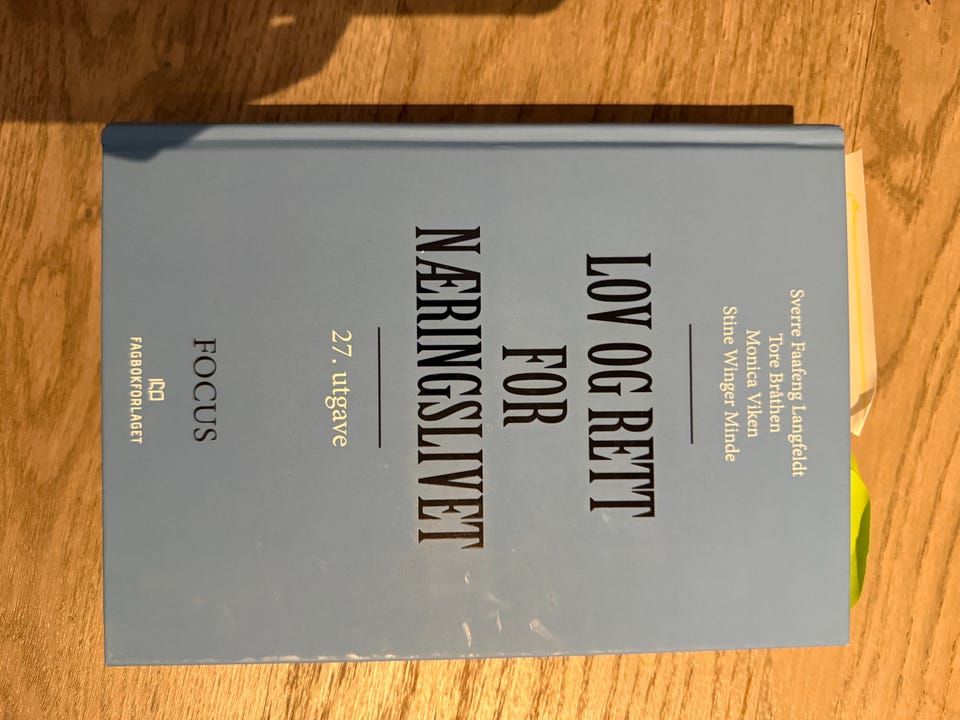 Sverre Faafeng Langfeldt
Tore Bråthen
Monica Viken
Stine Winger Minde
LOV OG RETT
FOR
NÆRINGSLIVET
27. utgave
FOCUS
FAGBOKFORLAGET